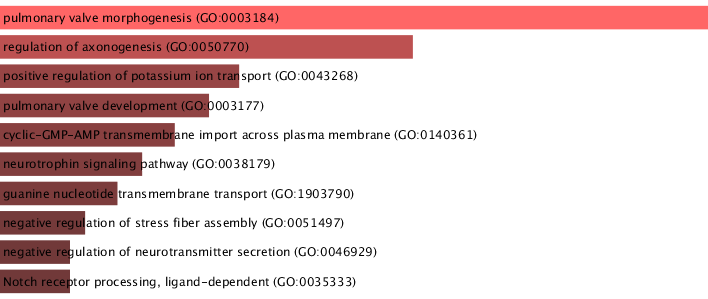 pulmonary valve morphogenesis (GO:0003184)
regulation of axonogenesis (GO:0050770)
positive regulation of potassium ion transport (GO:0043268)
pulmonary valve development (GO:0003177)
cyclic-GMP-AMP transmembrane import across plasma membrane (GO:0140361)
neurotrophin signaling pathway (GO:0038179)
guanine nucleotide transmembrane transport (GO:1903790)
negative regulation of stress fiber assembly (GO:0051497)
negative regulation of neurotransmitter secretion (GO:0046929)
Notch receptor processing, ligand-dependent (GO:0035333)